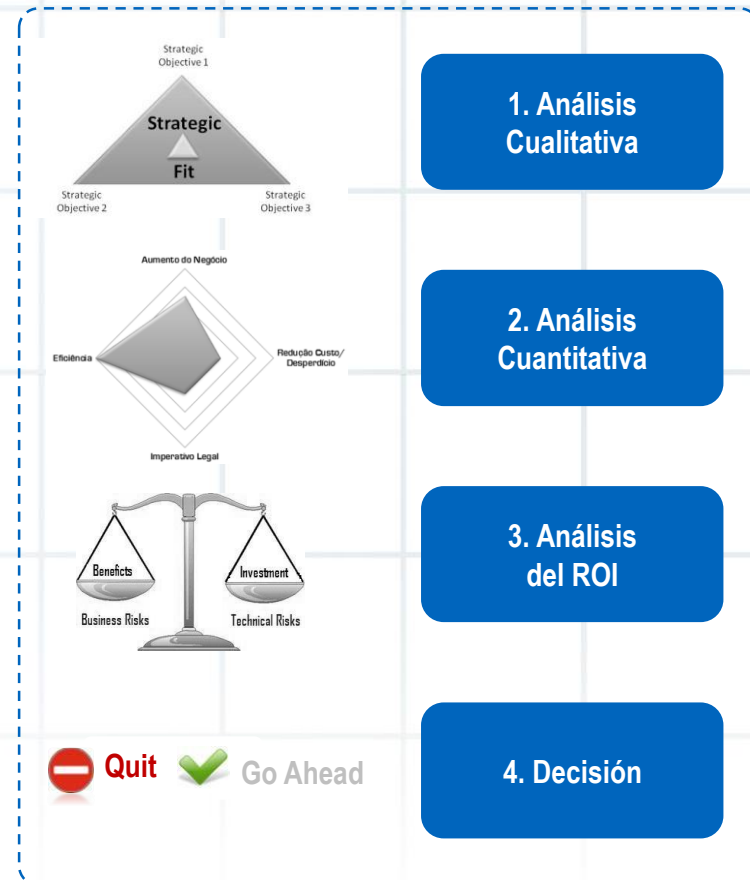 Strategic
Objective 1
Strategic
Fit
Strategic
Objective 2
Strategic
Objective 3
1. Análisis
Cualitativa
Aumento do Negócio
Eficiência
Redução Custo/
Desperdício
Imperativo Legal
2. Análisis
Cuantitativa
Beneficts
Investment
Business Risks
Technical Risks
3. Análisis
del ROI
Quit
Go Ahead
4. Decisión